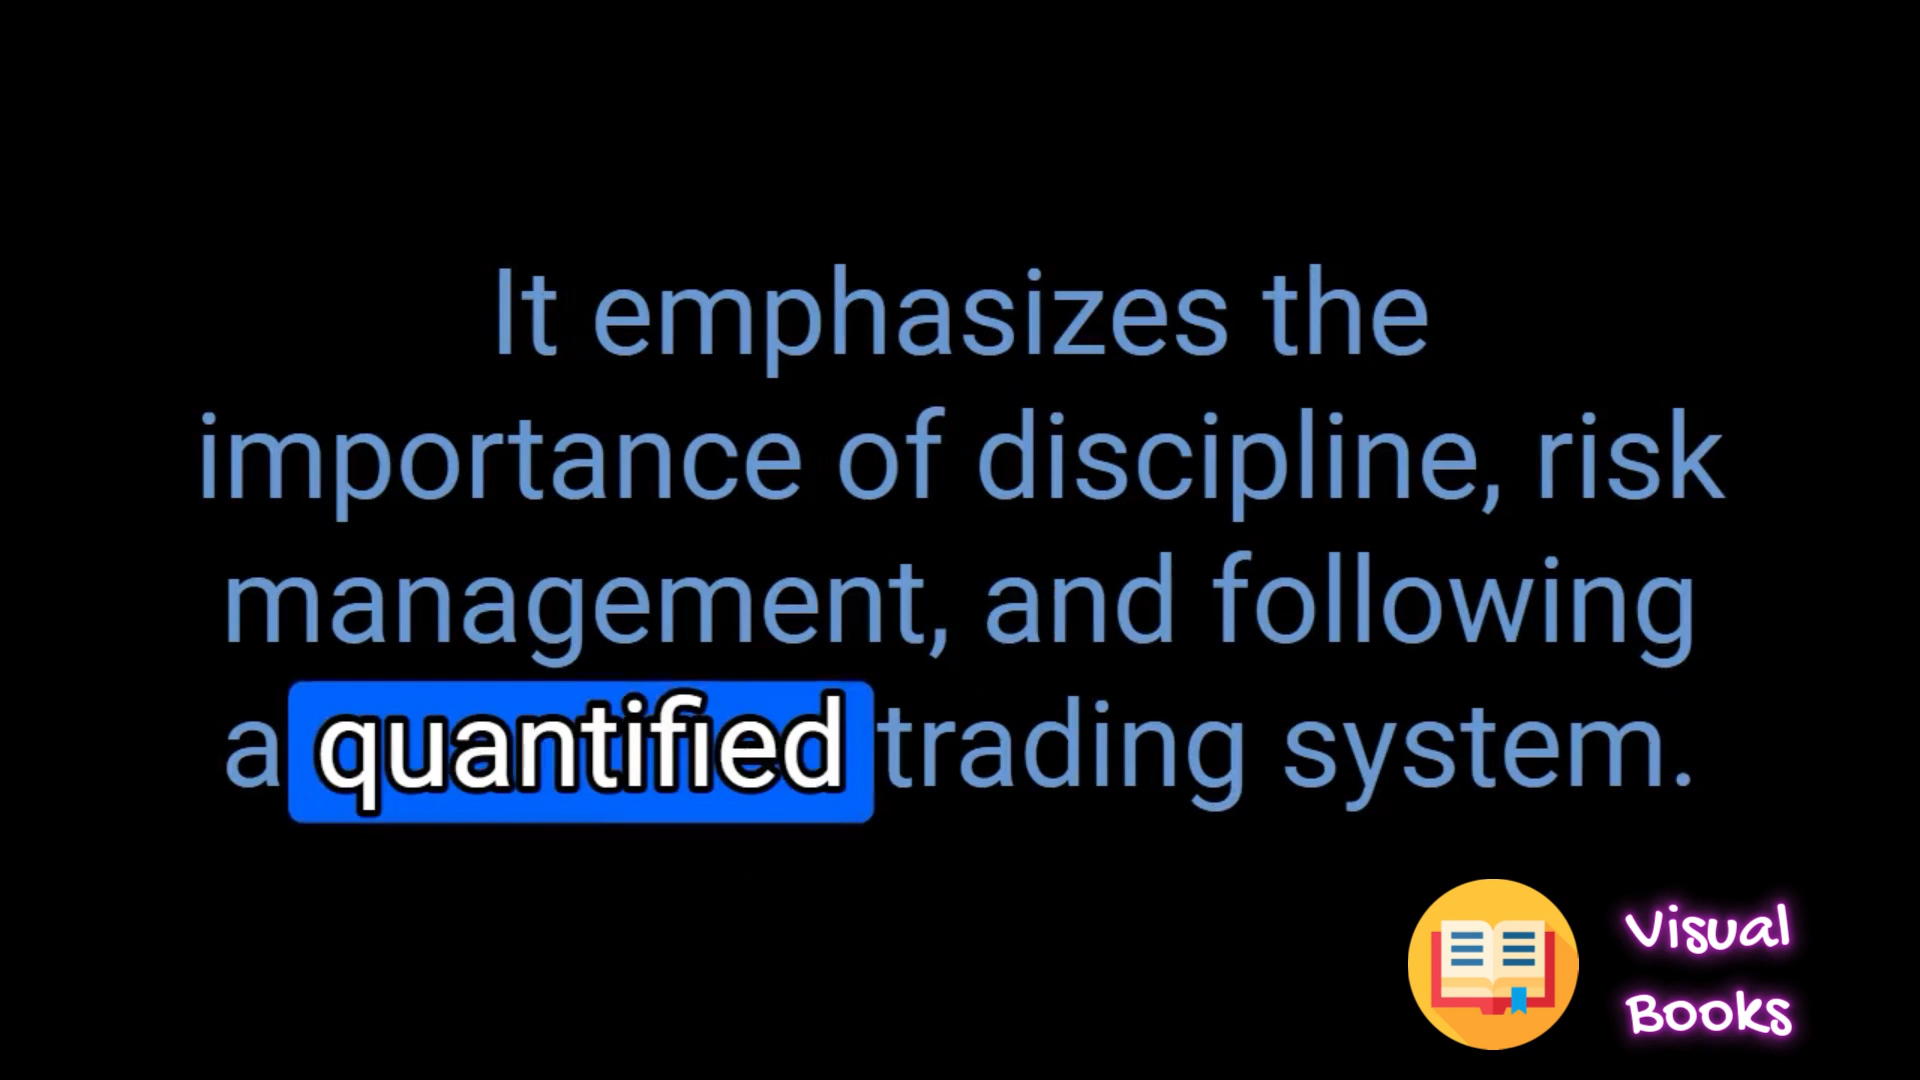 It emphasizes the
importance of discipline, risk
management, and following
a quantified trading system.
Visual
Books